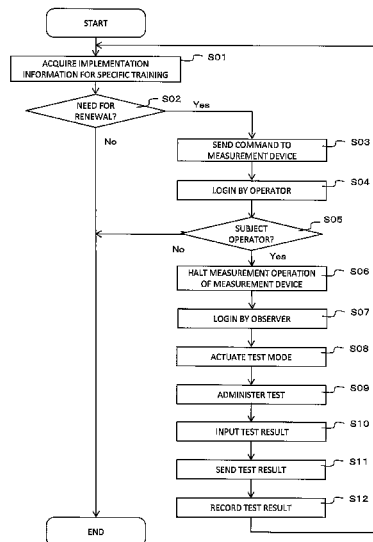 START
ACQUIRE IMPLEMENTATION
INFORMATION FOR SPECIFIC TRAINING
S01
NEED FOR
RENEWAL?
S02
Yes
No
SEND COMMAND TO
MEASUREMENT DEVICE
S03
LOGIN BY OPERATOR
S04
SUBJECT
OPERATOR?
S05
No
Yes
HALT MEASUREMENT OPERATION
OF MEASUREMENT DEVICE
S06
LOGIN BY OBSERVER
S07
ACTUATE TEST MODE
S08
ADMINISTER TEST
S09
INPUT TEST RESULT
S10
SEND TEST RESULT
S11
RECORD TEST RESULT
S12
END